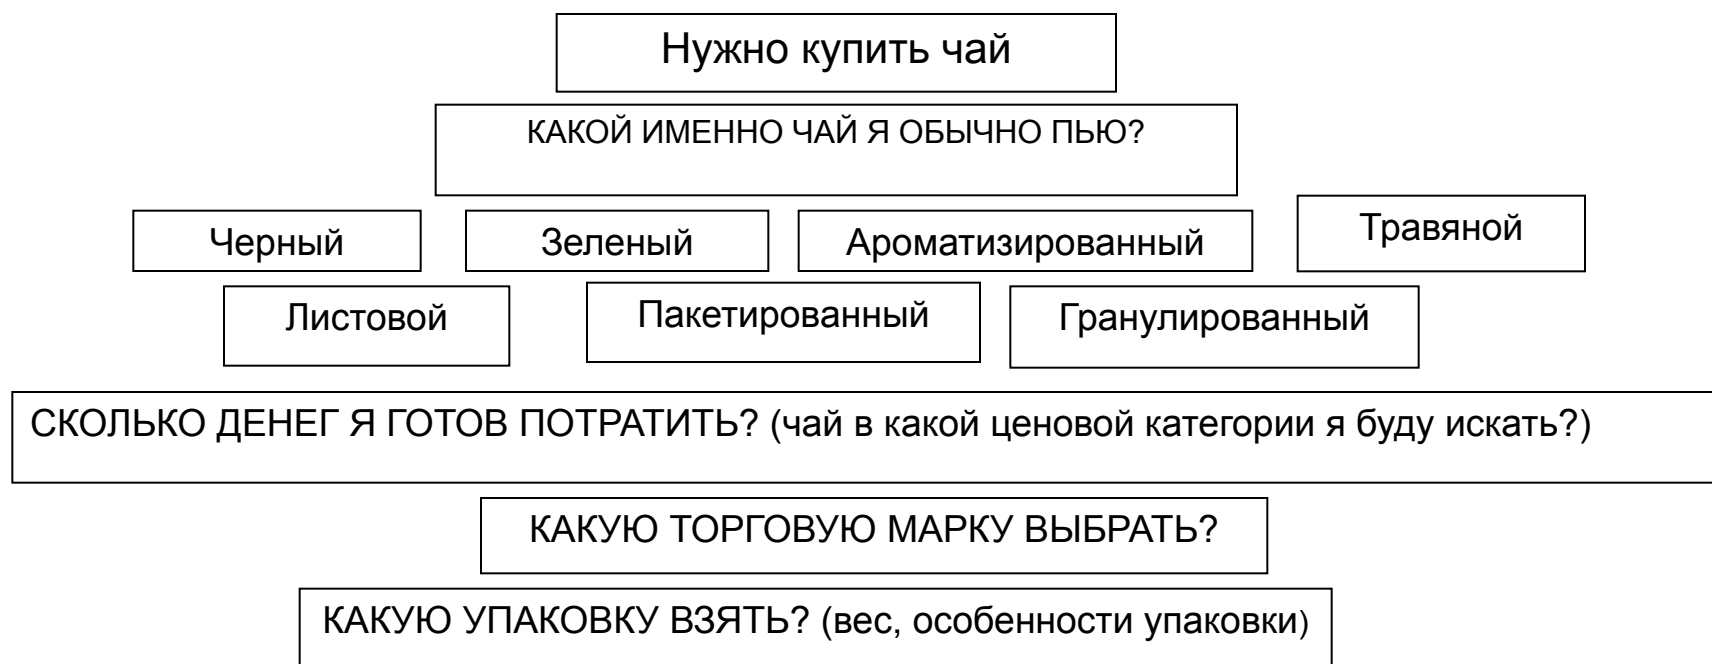 Нужно купить чай
КАКОЙ ИМЕННО ЧАЙ Я ОБЫЧНО ПЬЮ?
Черный
Зеленый
Ароматизированный
Травяной
Листовой
Пакетированный
Гранулированный
СКОЛЬКО ДЕНЕГ Я ГОТОВ ПОТРАТИТЬ? (чай в какой ценовой категории я буду искать?)
КАКУЮ ТОРГОВУЮ МАРКУ ВЫБРАТЬ?
КАКУЮ УПАКОВКУ ВЗЯТЬ? (вес, особенности упаковки)